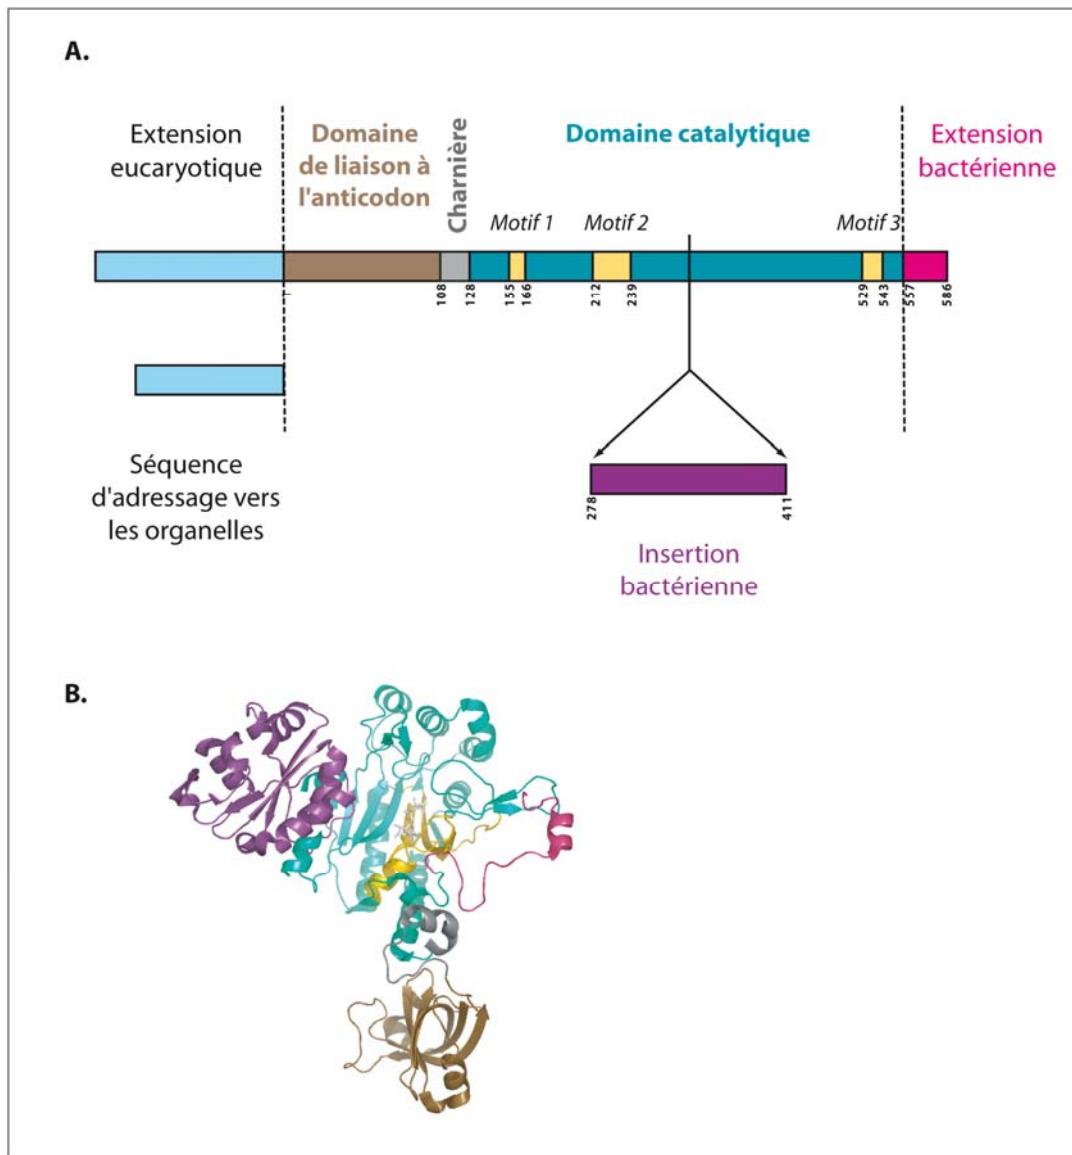 A.
Extension
eucaryotique
Domaine
de liaison à
l'anticodon
Charnière
Domaine catalytique
Extension
bactérienne
Motif 1
Motif 2
Motif 3
1
108
128
155
166
212
239
529
543
557
586
278
411
Séquence
d'adressage vers
les organelles
Insertion
bactérienne
B.